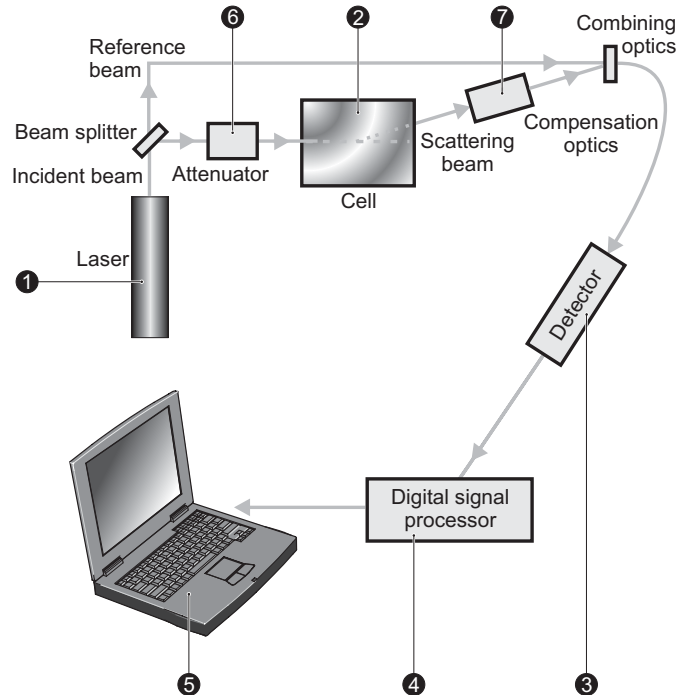 6
2
7
Combining
optics
Reference
beam
Beam splitter
Attenuator
Scattering
beam
Compensation
optics
Incident beam
Cell
Laser
1
Detector
3
Digital signal
processor
5
4